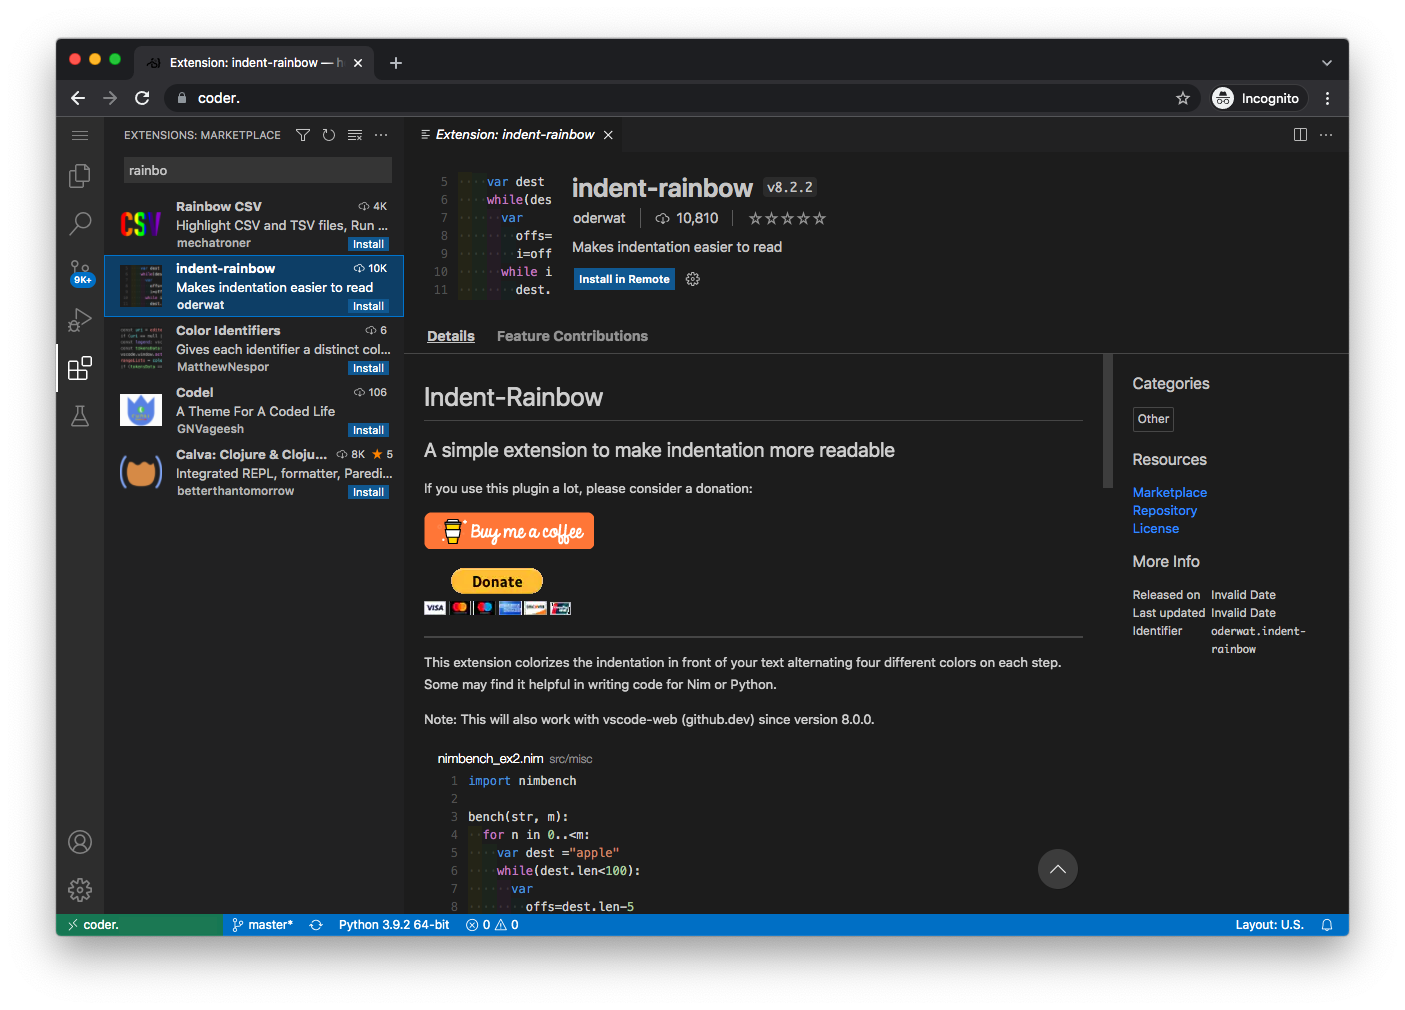 Extension: indent-rainbow — h
coder.
Incognito
EXTENSIONS: MARKETPLACE
rainbo
Rainbow CSV 4K
Highlight CSV and TSV files, Run ...
mechatroner Install
indent-rainbow 10K
Makes indentation easier to read
oderwat Install
Color Identifiers 6
Gives each identifier a distinct col...
MatthewNespor Install
Codel 106
A Theme For A Coded Life
GNVageesh Install
Calva: Clojure & Cloju... 8K ★ 5
Integrated REPL, formatter, Paredi...
betterthantomorrow Install
9K+
CSV
Extension: indent-rainbow
5 var dest
6 while(des
7 var
8 offs=
9 i=off
10 while i
11 dest.
indent-rainbow v8.2.2
oderwat 10,810
Makes indentation easier to read
Install in Remote
Details Feature Contributions
Indent-Rainbow
A simple extension to make indentation more readable
If you use this plugin a lot, please consider a donation:
Buy me a coffee
Donate
VISA
This extension colorizes the indentation in front of your text alternating four different colors on each step.
Some may find it helpful in writing code for Nim or Python.
Note: This will also work with vscode-web (github.dev) since version 8.0.0.
nimbench_ex2.nim src/misc
1 import nimbench
2
3 bench(str, m):
4 for n in 0..<m:
5 var dest ="apple"
6 while(dest.len<100):
7 var
8 offs=dest.len-5
Categories
Other
Resources
Marketplace
Repository
License
More Info
Released on Invalid Date
Last updated Invalid Date
Identifier oderwat.indent-
rainbow
coder. master* Python 3.9.2 64-bit 0 0 Layout: U.S.